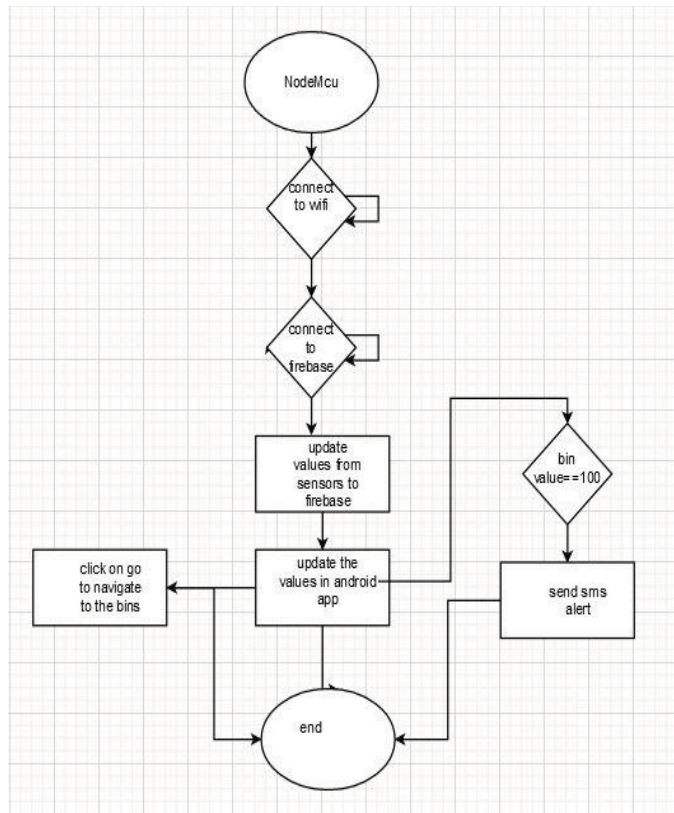 NodeMcu
connect
to wifi
connect
to
firebase
update
values from
sensors to
firebase
bin
value==100
click on go
to navigate
to the bins
update the
values in android
app
send sms
alert
end